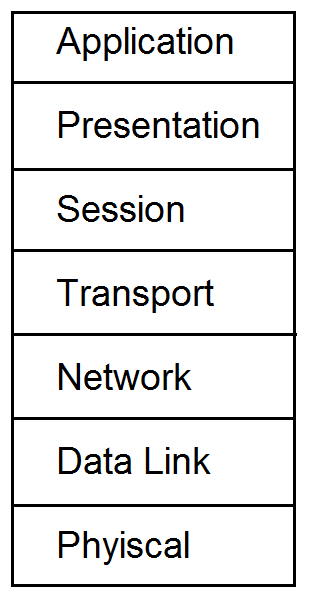 Application
Presentation
Session
Transport
Network
Data Link
Phyiscal